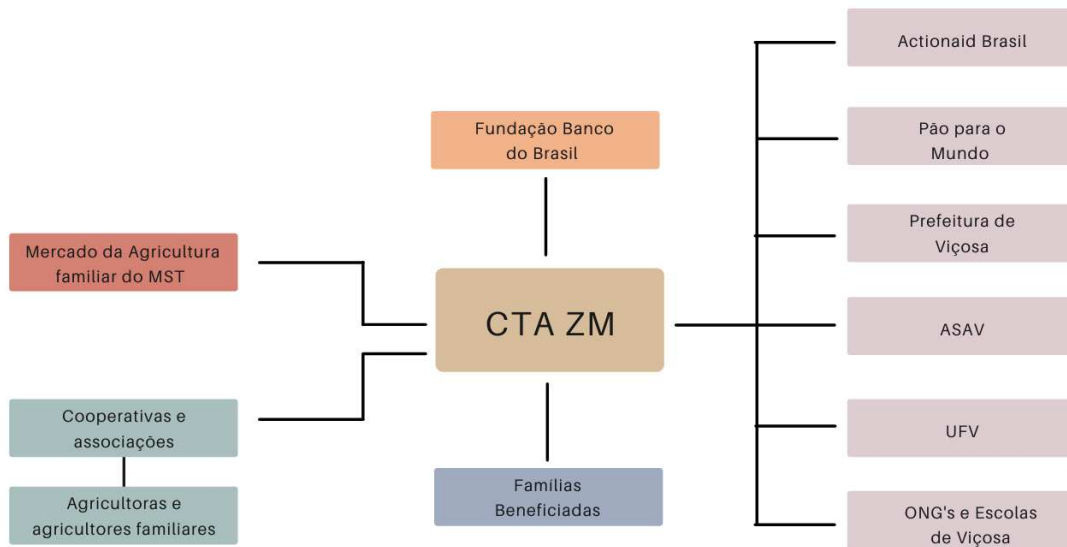 Actionaid Brasil
Fundação Banco
do Brasil
Pão para o
Mundo
Mercado da Agricultura
familiar do MST
Prefeitura de
Viçosa
CTA ZM
ASAV
Cooperativas e
associações
UFV
Agricultoras e
agricultores familiares
Famílias
Beneficiadas
ONG's e Escolas
de Viçosa